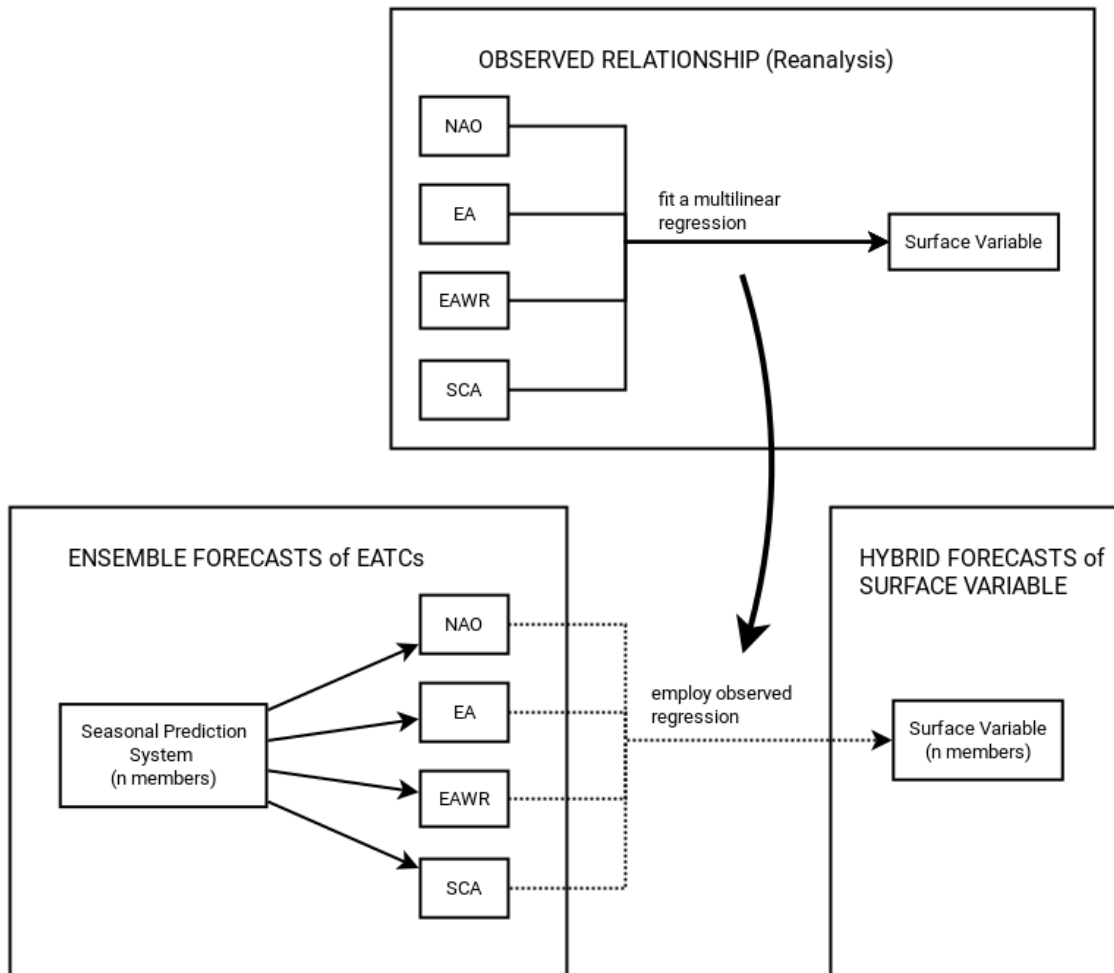 OBSERVED RELATIONSHIP (Reanalysis)
NAO
EA
EAWR
SCA
fit a multilinear
regression
Surface Variable
ENSEMBLE FORECASTS of EATCs
Seasonal Prediction
System
(n members)
NAO
EA
EAWR
SCA
employ observed
regression
HYBRID FORECASTS of
SURFACE VARIABLE
Surface Variable
(n members)